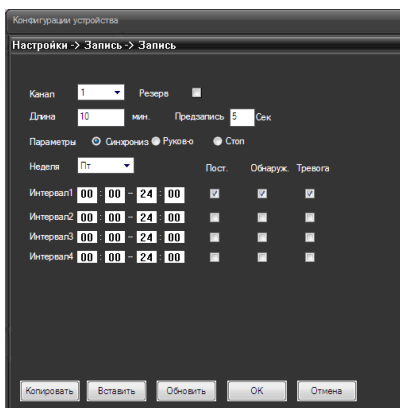 Конфигурации устройства
Настройки -> Запись -> Запись
Канал 1 Резерв
Длина 10 мин. Предзапись 5 Сек
Параметры Синхрониз Руков-о Стоп
Неделя Пт Пост. Обнаруж. Тревога
Интервал1 00 : 00 - 24 : 00
Интервал2 00 : 00 - 24 : 00
Интервал3 00 : 00 - 24 : 00
Интервал4 00 : 00 - 24 : 00
Копировать Вставить Обновить OK Отмена